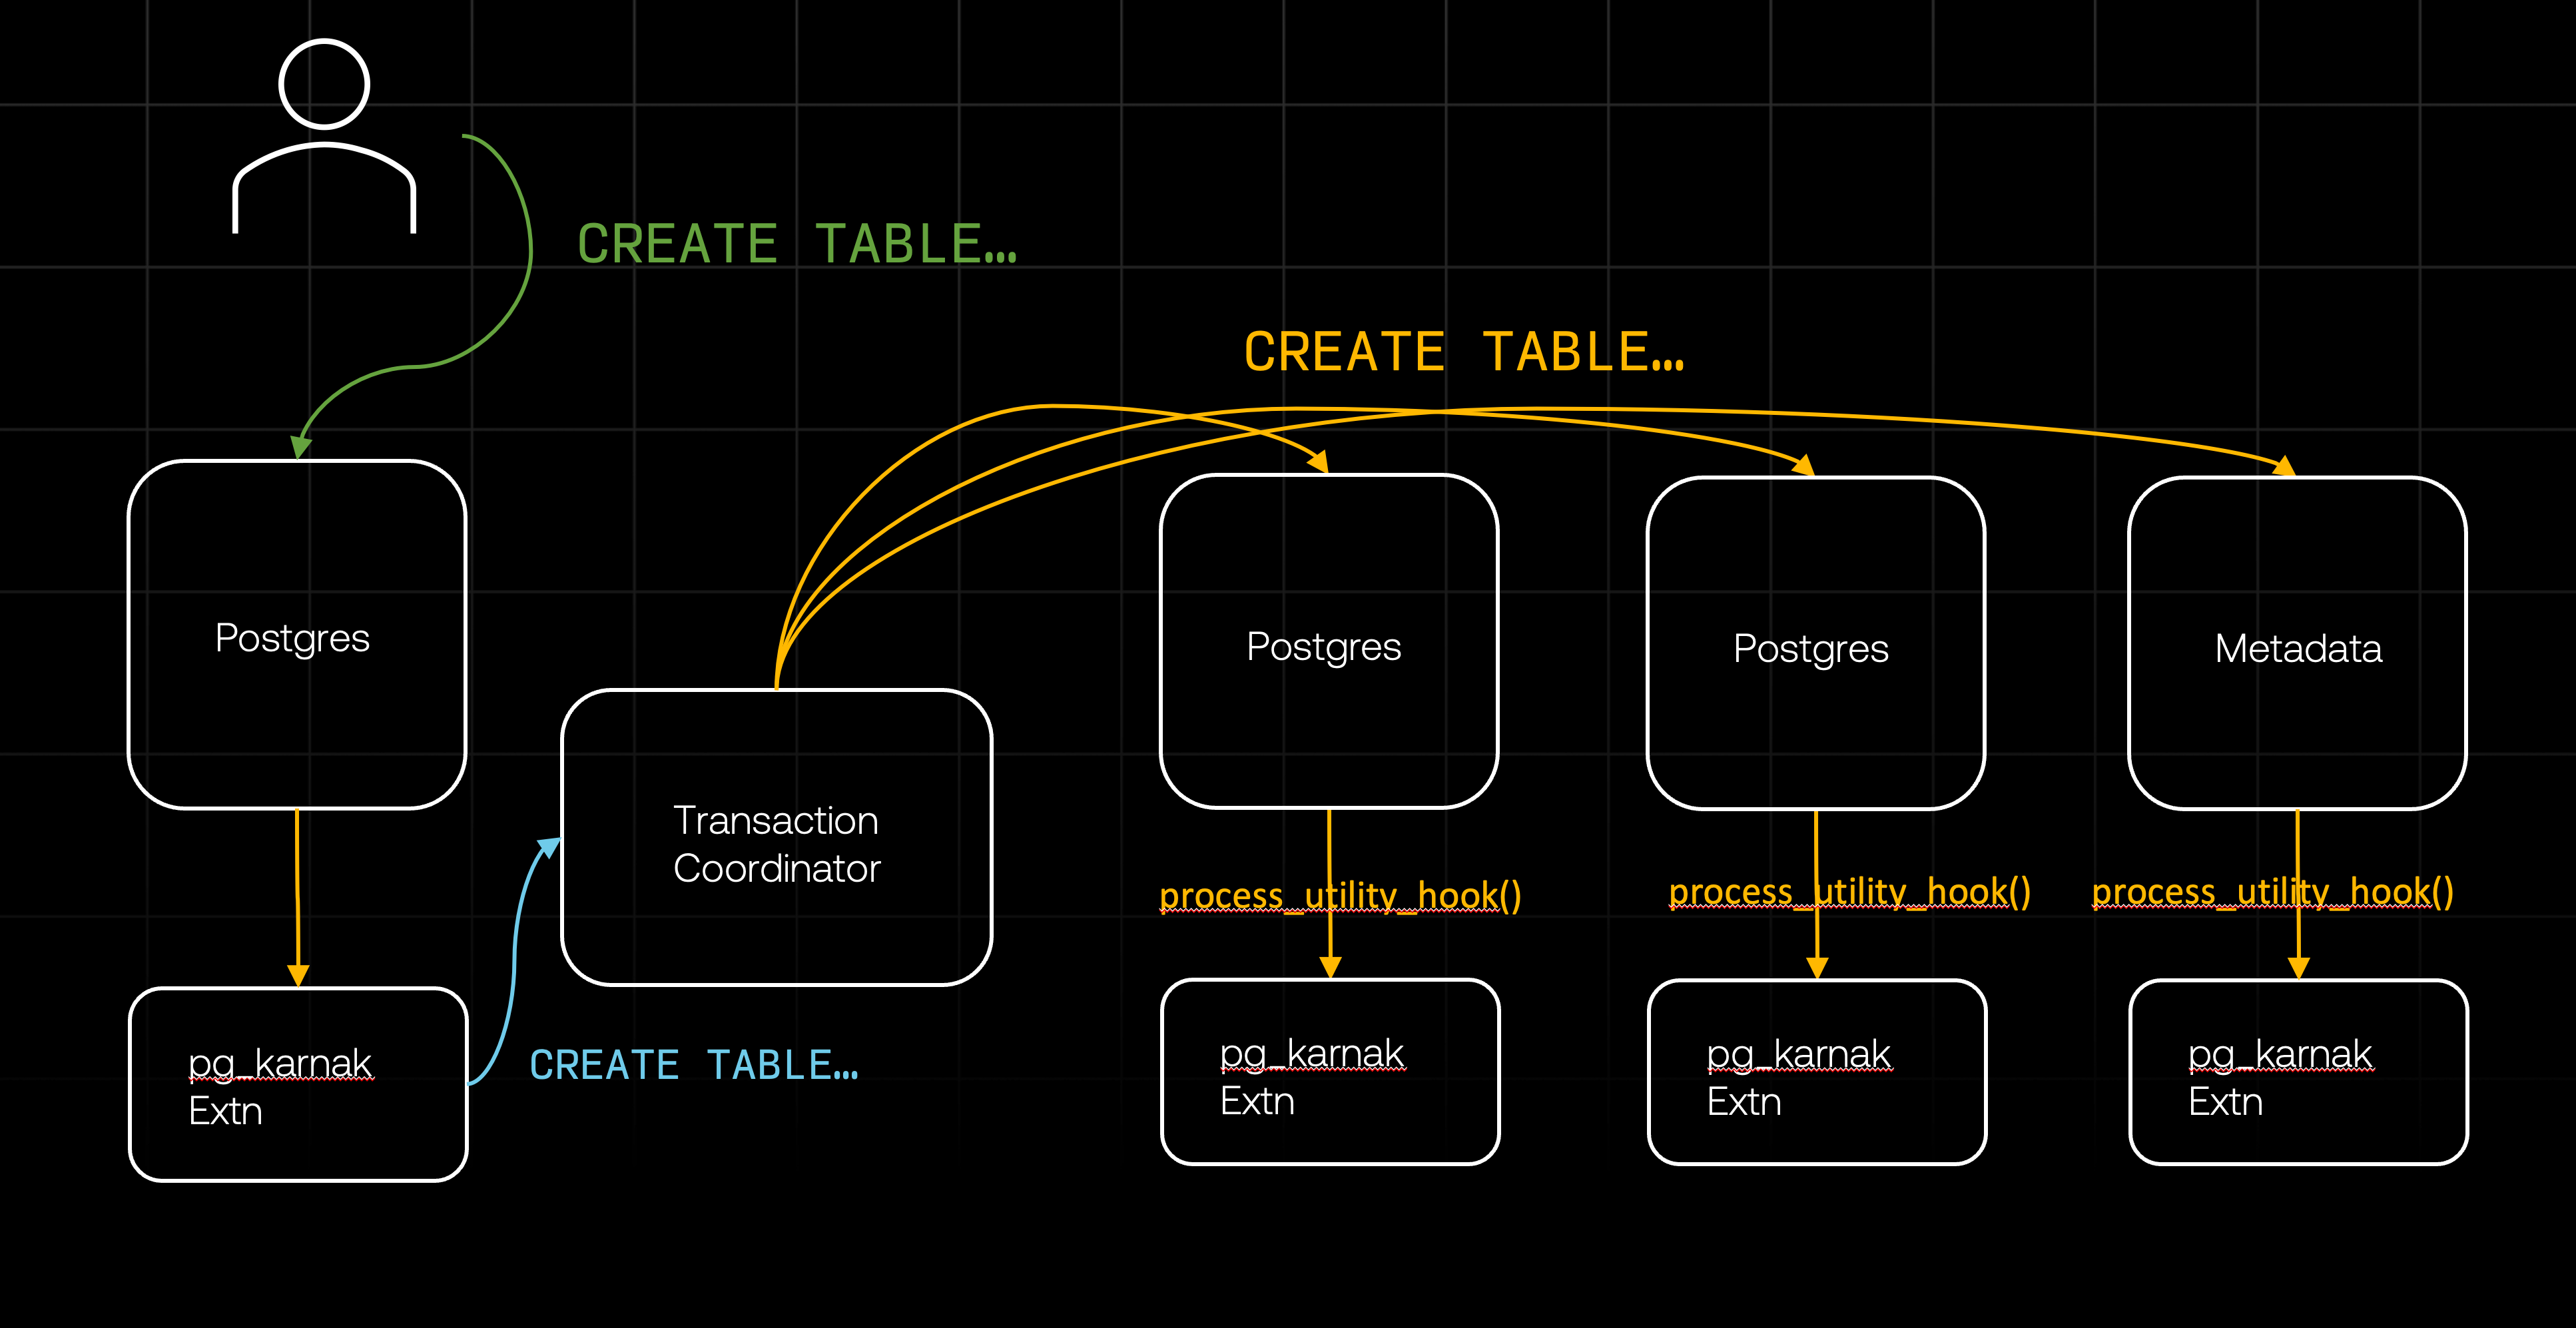 CREATE TABLE…
CREATE TABLE…
Postgres
Postgres
Postgres
Metadata
Transaction
Coordinator
process_utility_hook()
process_utility_hook()
process_utility_hook()
pg_karnak
Extn
CREATE TABLE…
pg_karnak
Extn
pg_karnak
Extn
pg_karnak
Extn